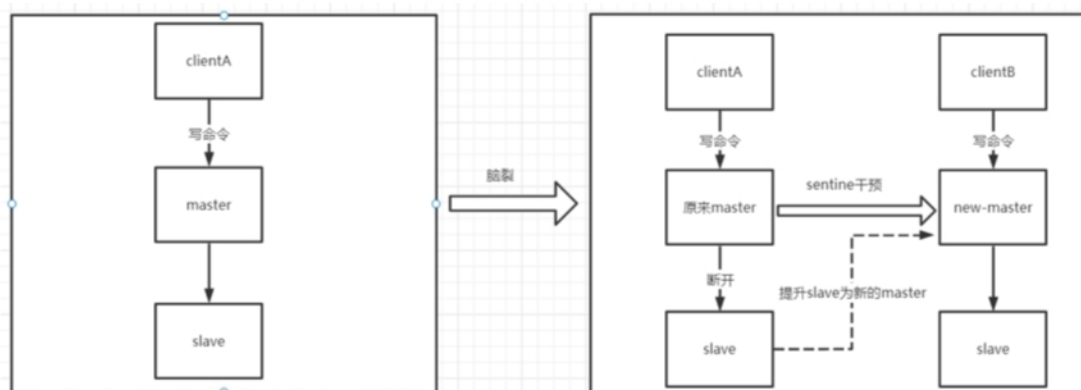 clientA
写命令
master
slave
脑裂
clientA
clientB
写命令
写命令
原来master
sentine干预
new-master
断开
提升slave为新的master
slave
slave